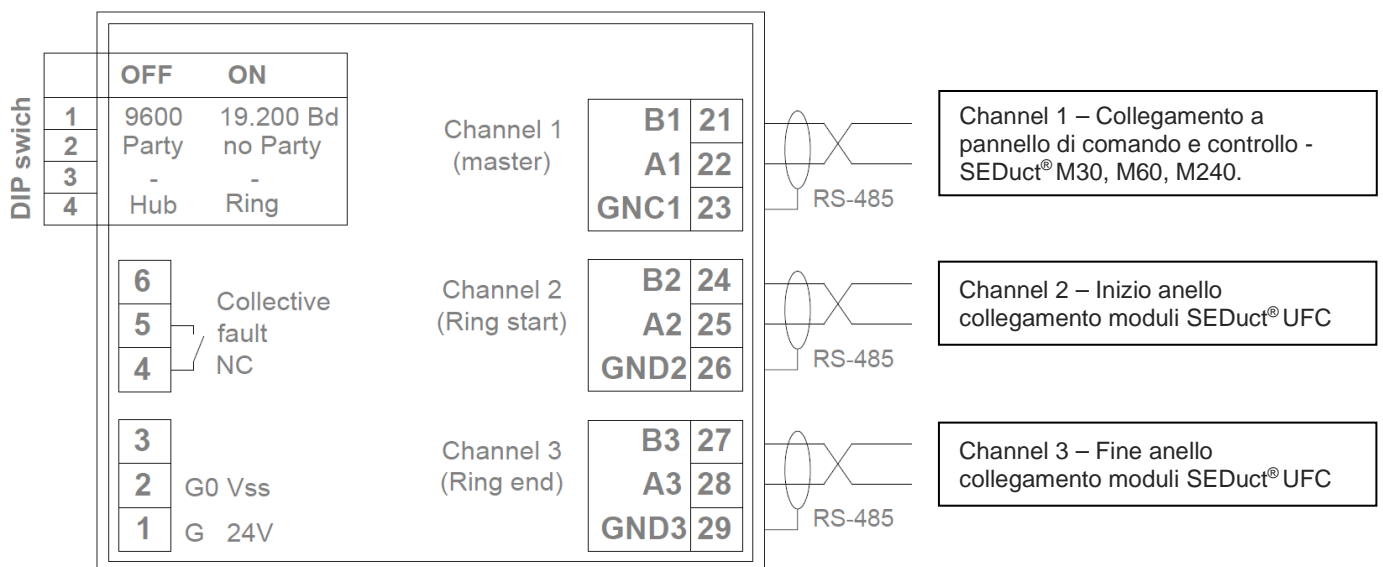 OFF ON
DIP swich
1 9600 19.200 Bd
2 Party no Party
3 - -
4 Hub Ring
6
5
4
Collective
fault
NC
3
2 G0 Vss
1 G 24V
Channel 1
(master)
B1 21
A1 22
GNC1 23
RS-485
Channel 1 – Collegamento a
pannello di comando e controllo -
SEDuct® M30, M60, M240.
Channel 2
(Ring start)
B2 24
A2 25
GND2 26
RS-485
Channel 2 – Inizio anello
collegamento moduli SEDuct® UFC
Channel 3
(Ring end)
B3 27
A3 28
GND3 29
RS-485
Channel 3 – Fine anello
collegamento moduli SEDuct® UFC